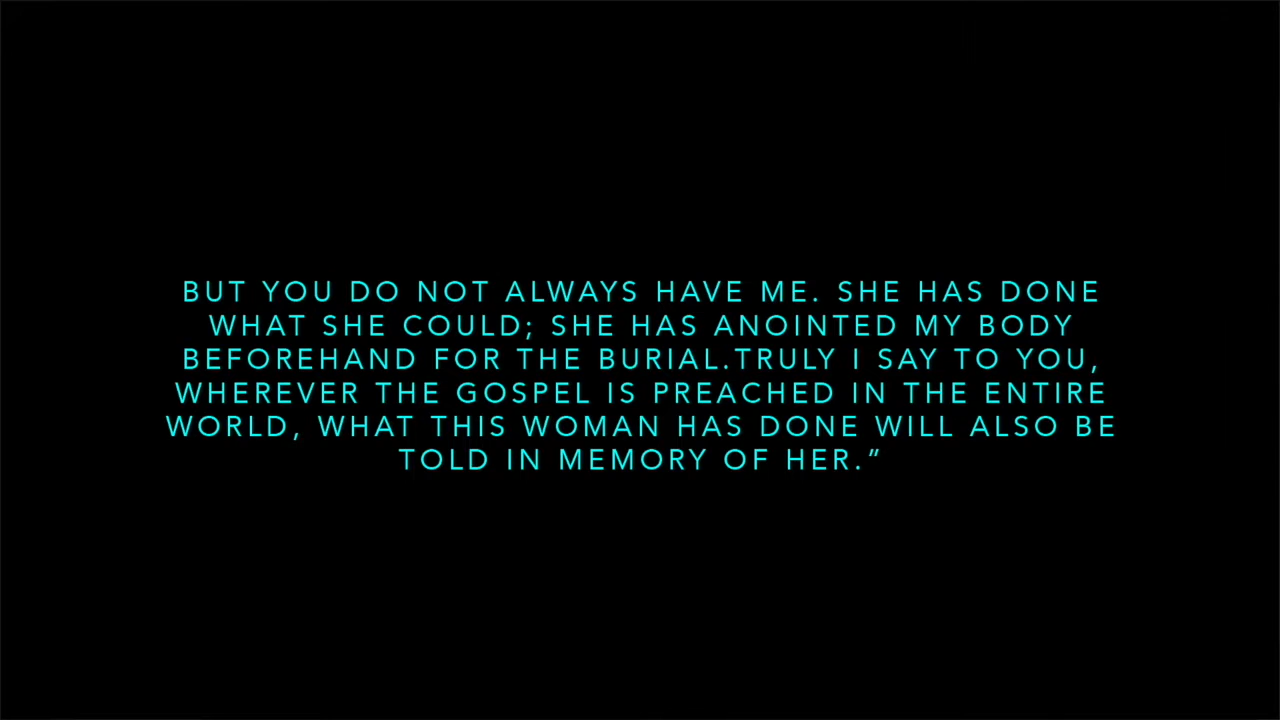 BUT YOU DO NOT ALWAYS HAVE ME. SHE HAS DONE
WHAT SHE COULD; SHE HAS ANOINTED MY BODY
BEFOREHAND FOR THE BURIAL.TRULY I SAY TO YOU,
WHEREVER THE GOSPEL IS PREACHED IN THE ENTIRE
WORLD, WHAT THIS WOMAN HAS DONE WILL ALSO BE
TOLD IN MEMORY OF HER.”